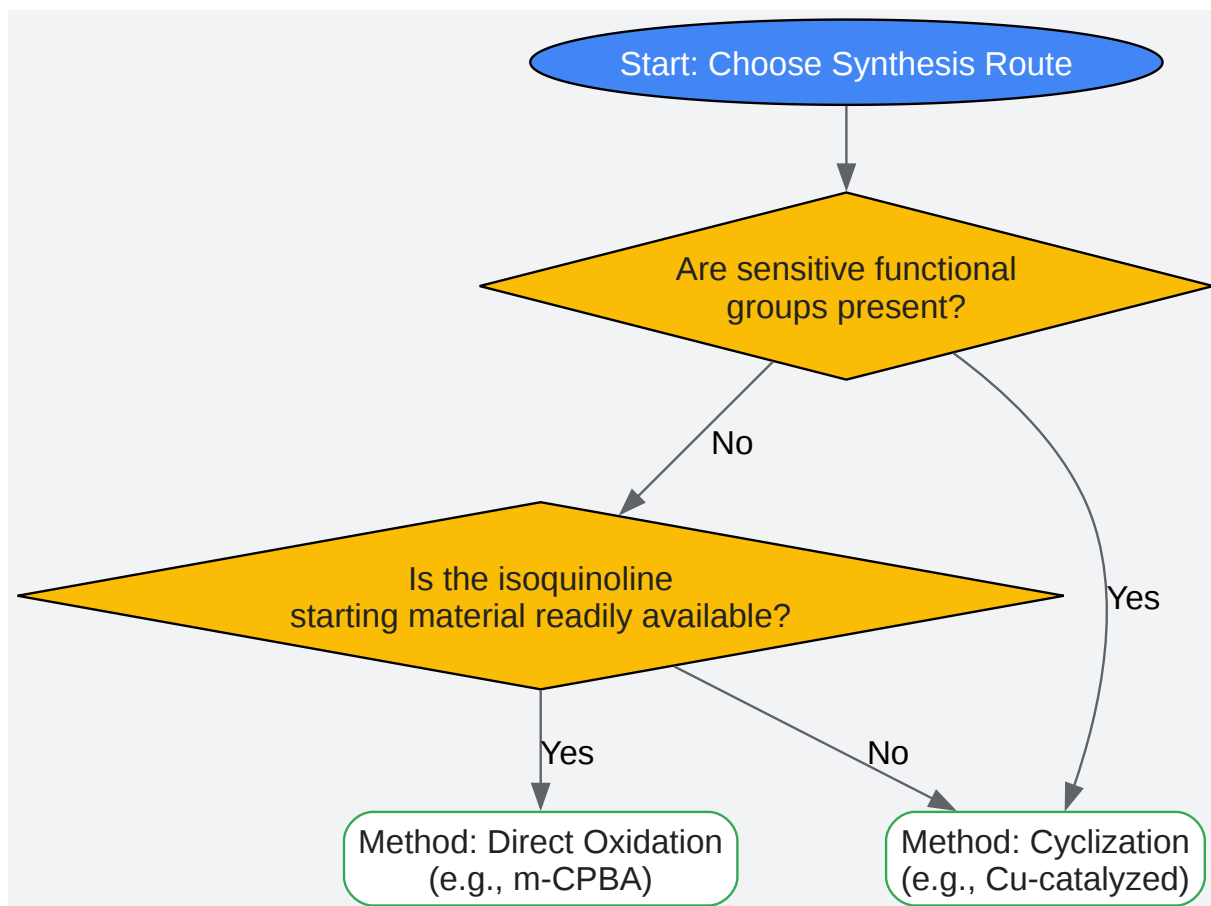 Start: Choose Synthesis Route
Are sensitive functional
groups present?
No
Yes
Is the isoquinoline
starting material readily available?
Yes
No
Method: Direct Oxidation
(e.g., m-CPBA)
Method: Cyclization
(e.g., Cu-catalyzed)